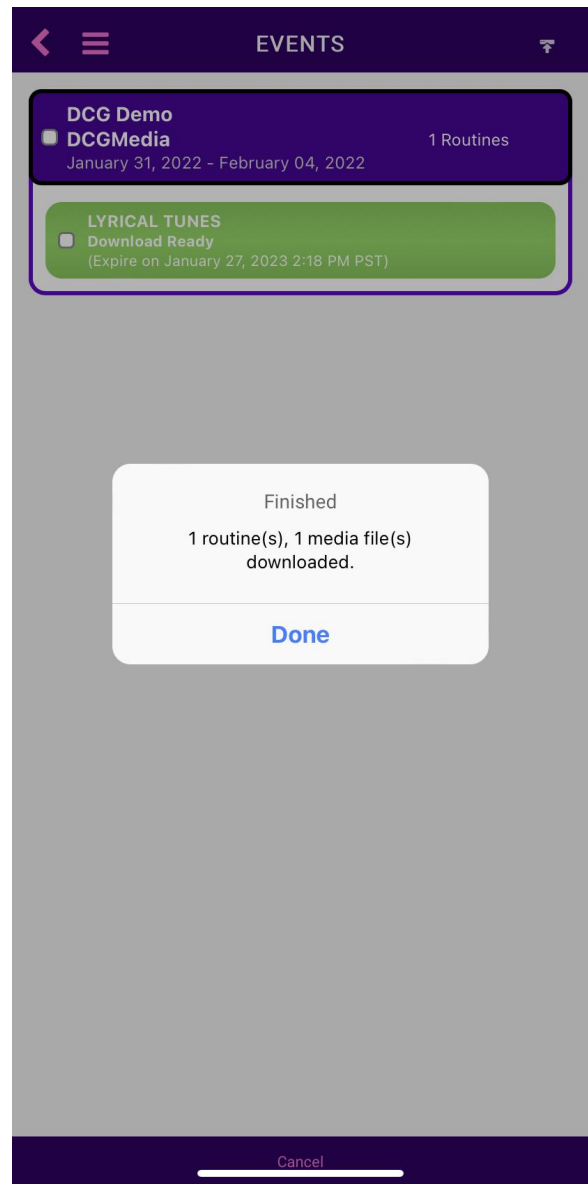 EVENTS
DCG Demo
DCGMedia
1 Routines
January 31, 2022 - February 04, 2022
LYRICAL TUNES
Download Ready
(Expire on January 27, 2023 2:18 PM PST)
Finished
1 routine(s), 1 media file(s)
downloaded.
Done
Cancel